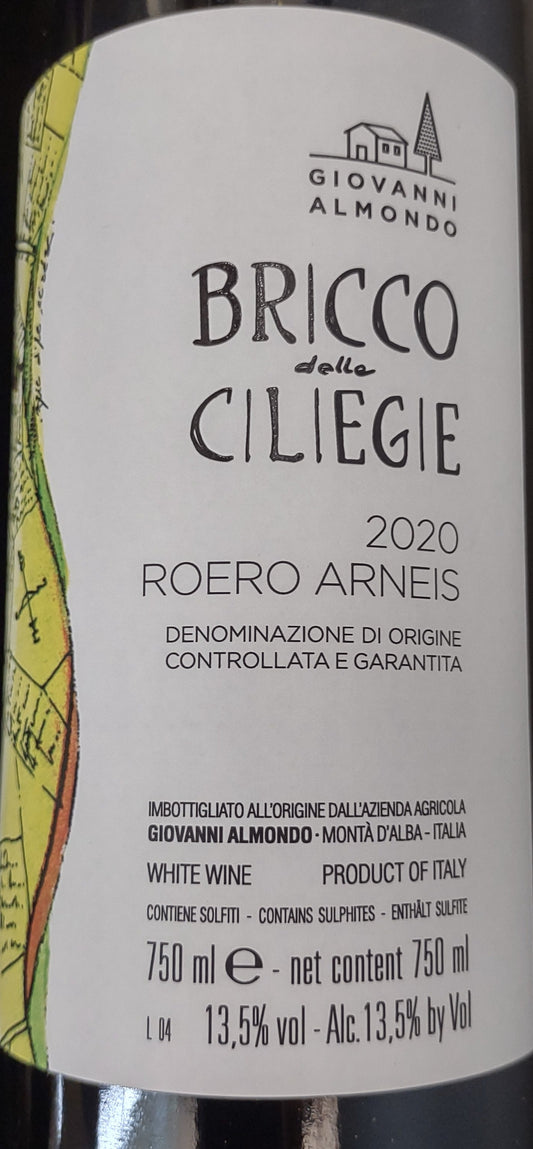 GIOVANNI
ALMONDO
BRICCO
delle
CILIEGIE
2020
ROERO ARNEIS
DENOMINAZIONE DI ORIGINE
CONTROLLATA E GARANTITA
IMBOTTIGLIATO ALL'ORIGINE DALL'AZIENDA AGRICOLA
GIOVANNI ALMONDO · MONTÀ D'ALBA - ITALIA
WHITE WINE PRODUCT OF ITALY
CONTIENE SOLFITI - CONTAINS SULPHITES - ENTHÄLT SULFITE
750 ml e - net content 750 ml
L 04 13,5% vol - Alc.13,5% by Vol